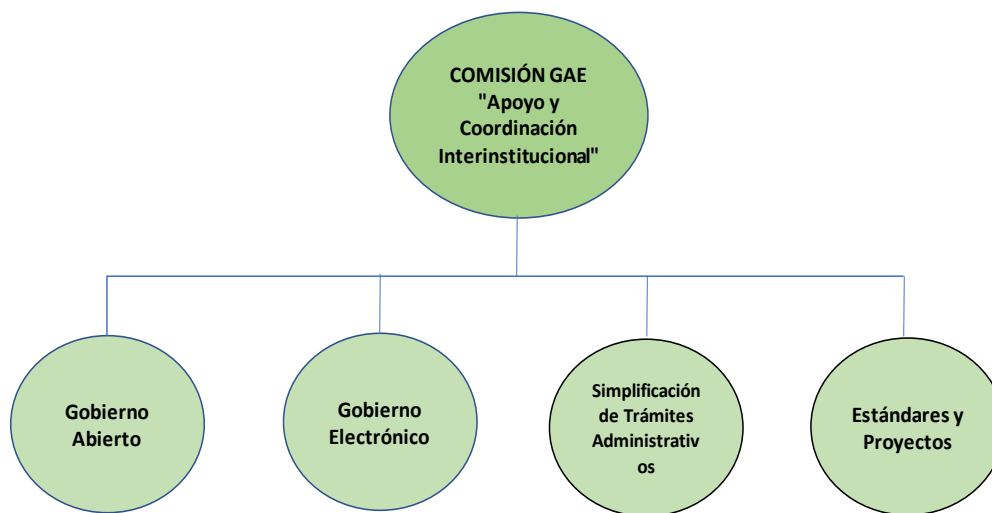 COMISIÓN GAE
"Apoyo y
Coordinación
Interinstitucional"
Gobierno
Abierto
Gobierno
Electrónico
Simplificación
de Trámites
Administrativ
os
Estándares y
Proyectos